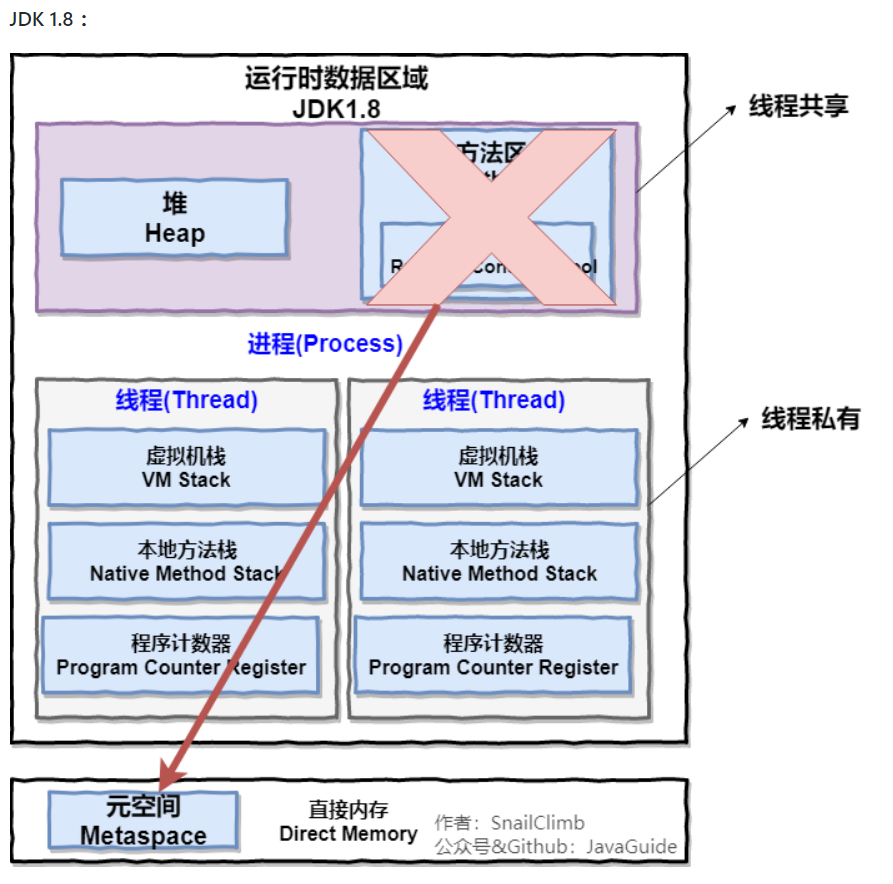 JDK 1.8 ：
运行时数据区域
JDK1.8
线程共享
方法区
堆
Heap
进程(Process)
线程(Thread)
虚拟机栈
VM Stack
本地方法栈
Native Method Stack
程序计数器
Program Counter Register
线程(Thread)
虚拟机栈
VM Stack
本地方法栈
Native Method Stack
程序计数器
Program Counter Register
线程私有
元空间
Metaspace
直接内存
Direct Memory
作者：SnailClimb
公众号&Github：JavaGuide